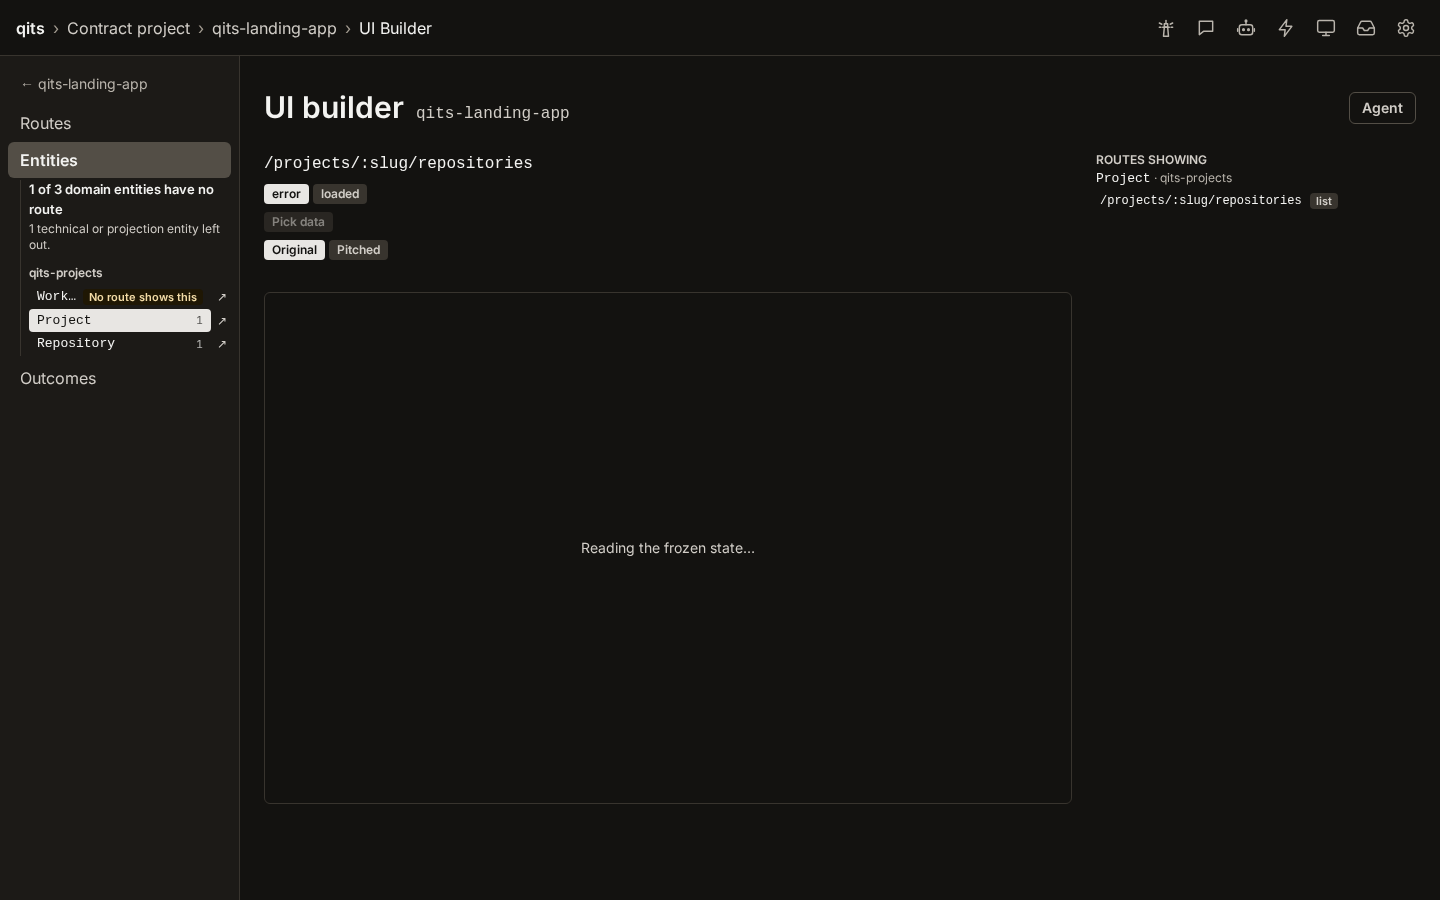 qits › Contract project › qits-landing-app › UI Builder
← qits-landing-app
Routes
Entities
1 of 3 domain entities have no
route
1 technical or projection entity left
out.
qits-projects
Work… No route shows this ↗
Project 1 ↗
Repository 1 ↗
Outcomes
UI builder qits-landing-app
Agent
/projects/:slug/repositories
error loaded
Pick data
Original Pitched
Reading the frozen state…
ROUTES SHOWING
Project · qits-projects
/projects/:slug/repositories list